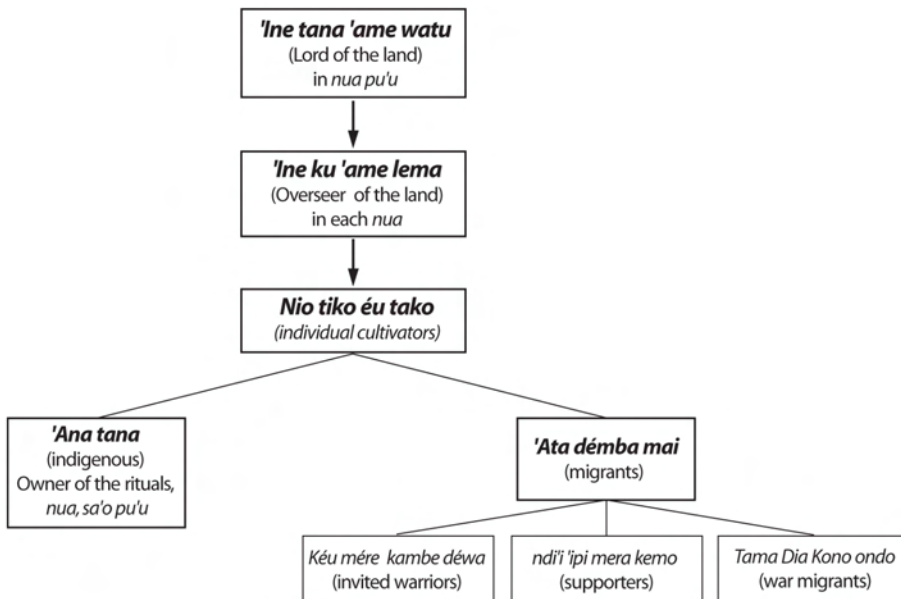 'Ine tana 'ame watu
(Lord of the land)
in nua pu'u
'Ine ku 'ame lema
(Overseer of the land)
in each nua
Nio tiko éu tako
(individual cultivators)
'Ana tana
(indigenous)
Owner of the rituals,
nua, sa'o pu'u
'Ata démba mai
(migrants)
Kéu mére kambe déwa
(invited warriors)
ndi'i 'ipi mera kemo
(supporters)
Tama Dia Kono ondo
(war migrants)